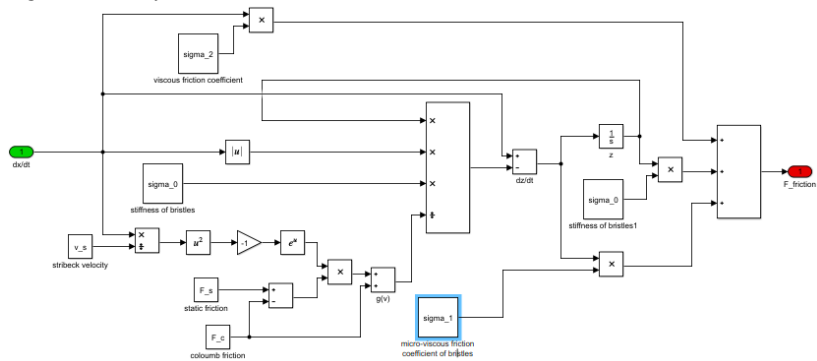 sigma_2
viscous friction coefficient
1
dx/dt
|u|
sigma_0
stiffness of bristles
dz/dt
1
s
z
sigma_0
stiffness of bristles1
1
F_friction
v_s
stribeck velocity
u²
-1
eᵘ
F_s
static friction
g(v)
F_c
coloumb friction
sigma_1
micro-viscous friction
coefficient of bristles